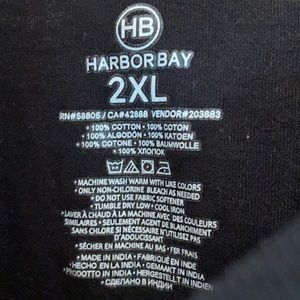 HB
HARBOR BAY
2XL
RN#58805 / CA#42888 VENDOR#203883
• 100% COTTON • 100% COTON
• 100% ALGODÓN • 100% KATOEN
• 100% COTONE • 100% BAUMWOLLE
• 100% ХЛОПОК
• MACHINE WASH WARM WITH LIKE COLORS
• ONLY NON-CHLORINE BLEACH AS NEEDED
• DO NOT USE FABRIC SOFTENER
• TUMBLE DRY LOW • COOL IRON
• LAVER À CHAUD À LA MACHINE AVEC DES COULEURS
SIMILAIRES • SEULEMENT AGENT DE BLANCHIMENT
SANS CHLORE SI NÉCESSAIRE N'UTILISEZ PAS
D'ADOUCISSANT
• SÉCHER EN MACHINE AU BAS • FER FRAIS
• MADE IN INDIA • FABRIQUÉ EN INDE
• HECHO EN LA INDIA • GEMAAKT IN INDIA
PRODOTTO IN INDIA • HERGESTELLT IN INDIEN
• СДЕЛАНО В ИНДИИ